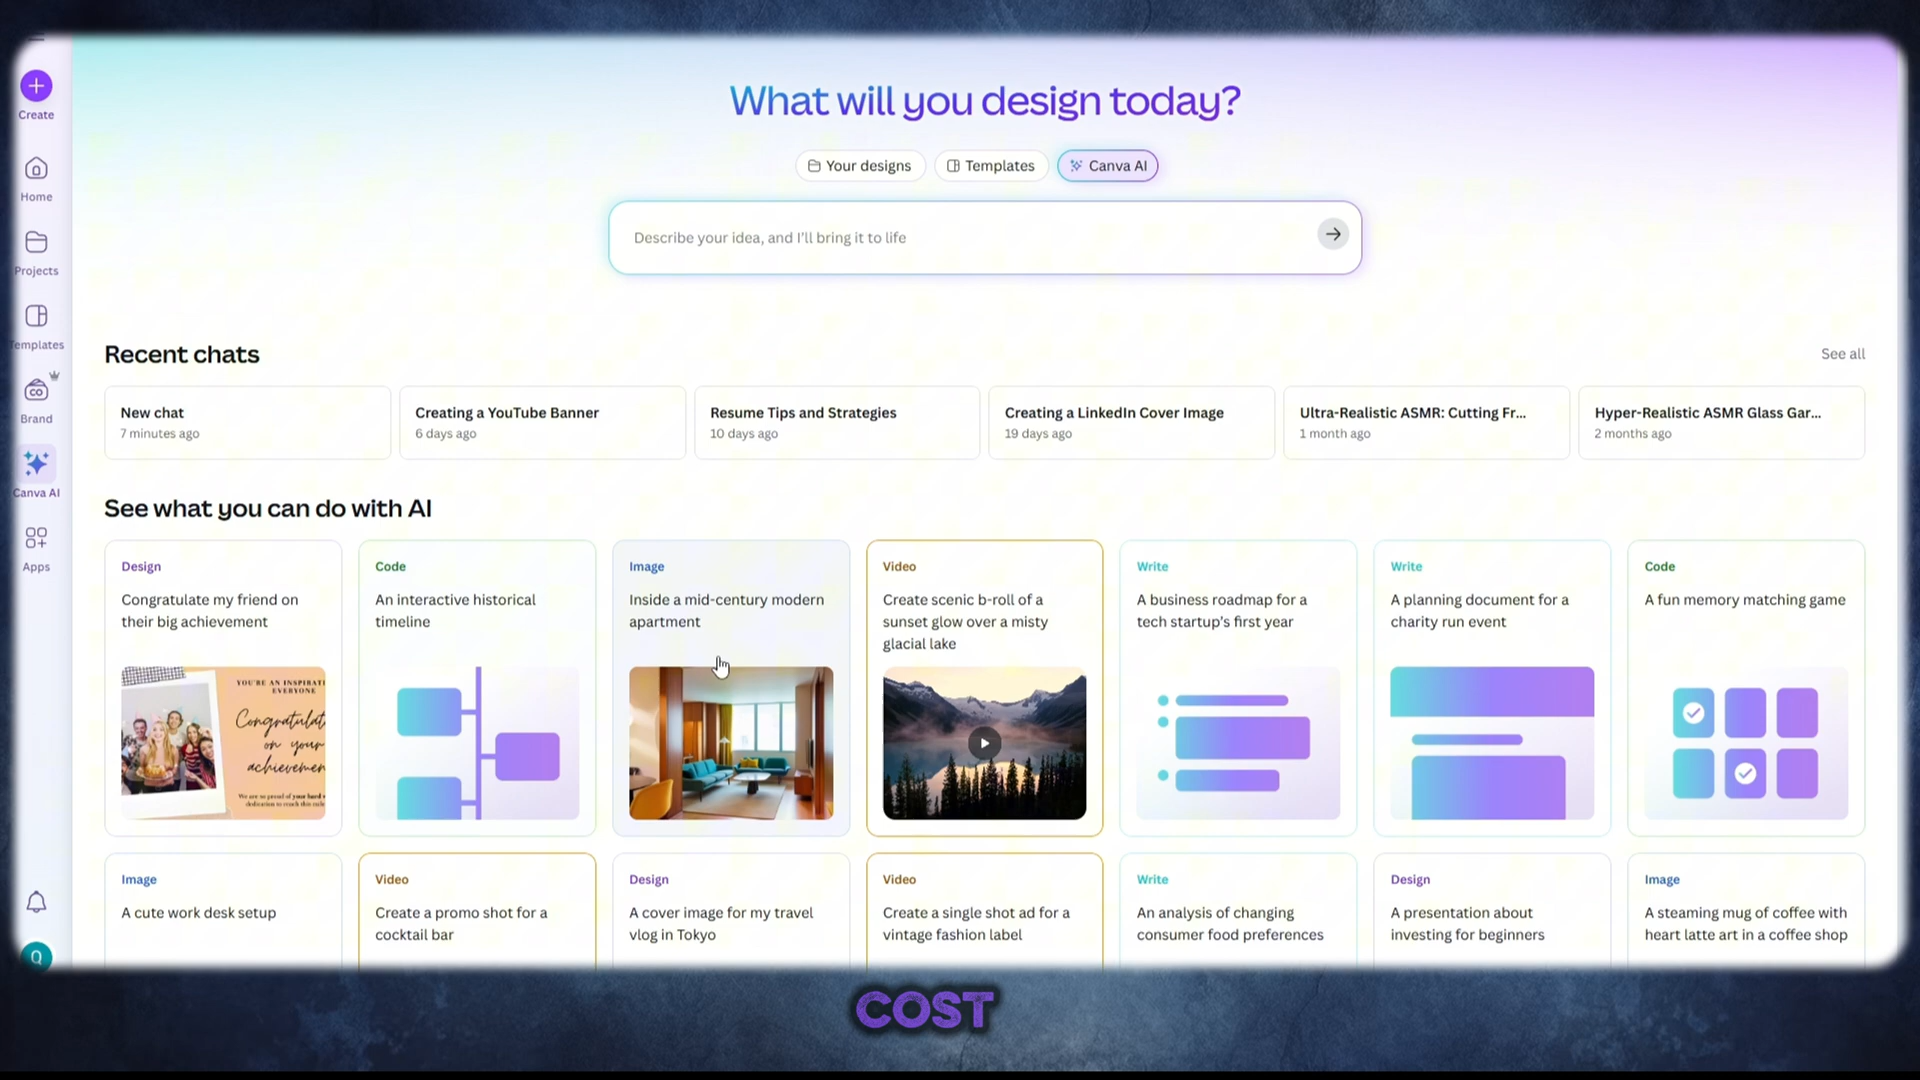 What will you design today?
Your designs
Templates
Canva AI
Describe your idea, and I'll bring it to life
Create
Home
Projects
Templates
Brand
Canva AI
Apps
Recent chats
See all
New chat
7 minutes ago
Creating a YouTube Banner
6 days ago
Resume Tips and Strategies
10 days ago
Creating a LinkedIn Cover Image
19 days ago
Ultra-Realistic ASMR: Cutting Fr...
1 month ago
Hyper-Realistic ASMR Glass Gar...
2 months ago
See what you can do with AI
Design
Congratulate my friend on
their big achievement
YOU'RE AN INSPIRATI
EVERYONE
Congratulat
on your
achievemen
Code
An interactive historical
timeline
Image
Inside a mid-century modern
apartment
Video
Create scenic b-roll of a
sunset glow over a misty
glacial lake
Write
A business roadmap for a
tech startup's first year
Write
A planning document for a
charity run event
Code
A fun memory matching game
Image
A cute work desk setup
Video
Create a promo shot for a
cocktail bar
Design
A cover image for my travel
vlog in Tokyo
Video
Create a single shot ad for a
vintage fashion label
Write
An analysis of changing
consumer food preferences
Design
A presentation about
investing for beginners
Image
A steaming mug of coffee with
heart latte art in a coffee shop
Q
COST